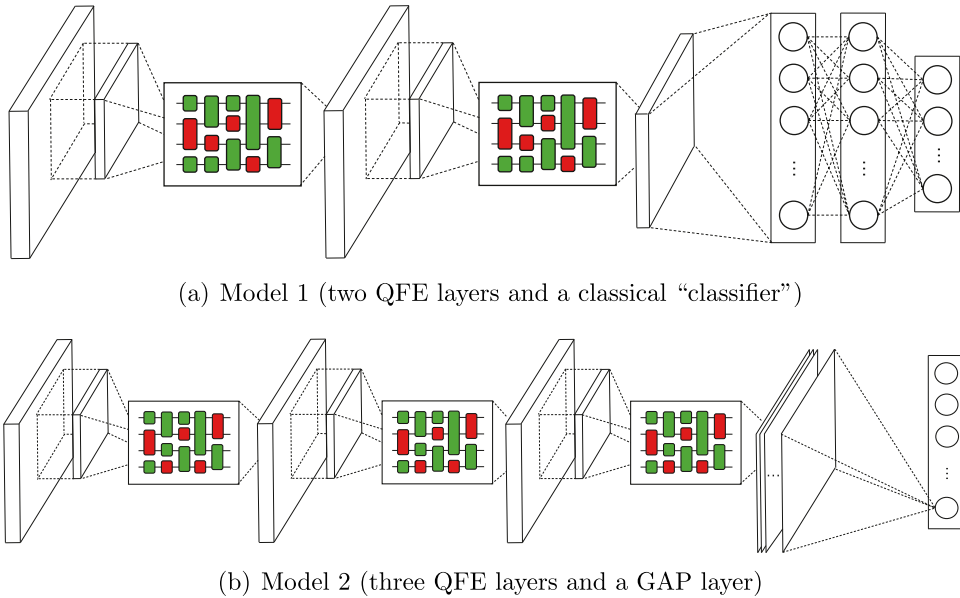 (a) Model 1 (two QFE layers and a classical “classifier”)
(b) Model 2 (three QFE layers and a GAP layer)